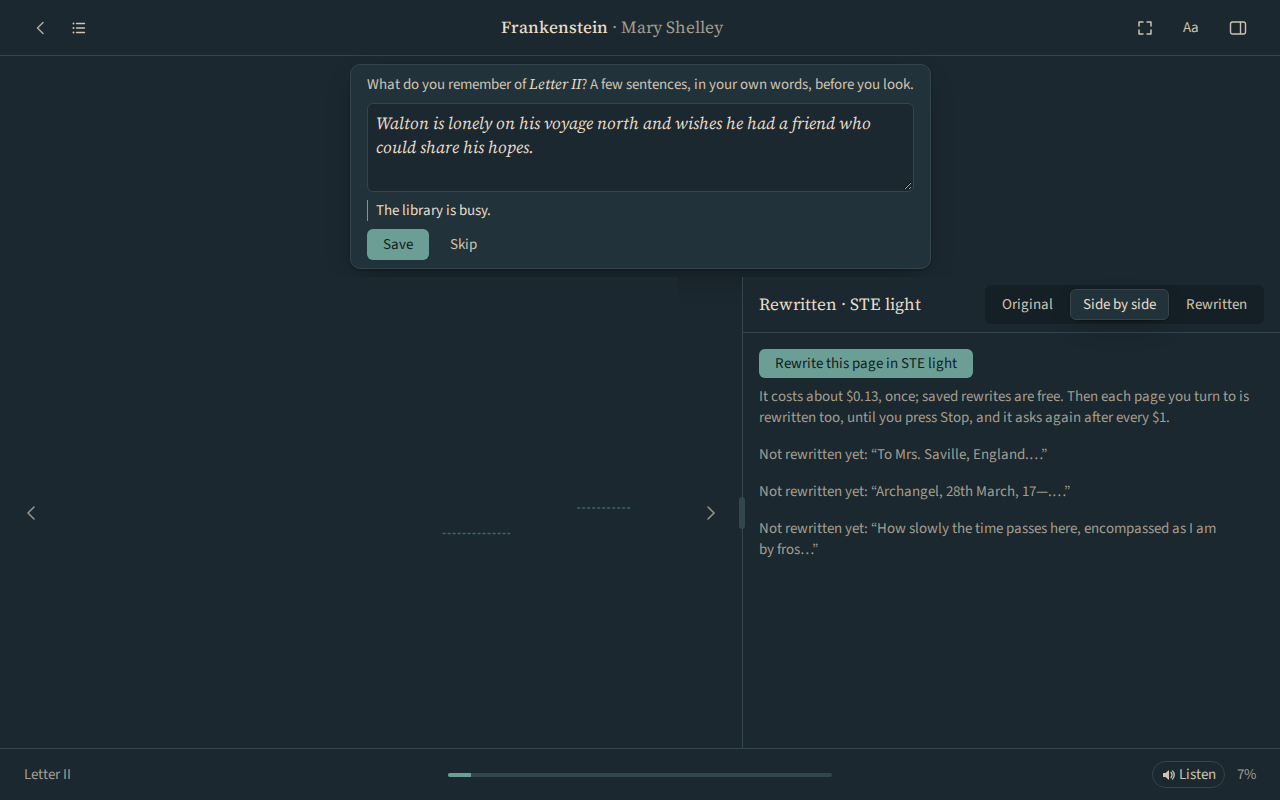 Frankenstein · Mary Shelley
Aa
What do you remember of Letter II? A few sentences, in your own words, before you look.
Walton is lonely on his voyage north and wishes he had a friend who
could share his hopes.
The library is busy.
Save
Skip
Rewritten · STE light
Original
Side by side
Rewritten
Rewrite this page in STE light
It costs about $0.13, once; saved rewrites are free. Then each page you turn to is
rewritten too, until you press Stop, and it asks again after every $1.
Not rewritten yet: “To Mrs. Saville, England.…”
Not rewritten yet: “Archangel, 28th March, 17—.…”
Not rewritten yet: “How slowly the time passes here, encompassed as I am
by fros…”
Letter II
Listen
7%